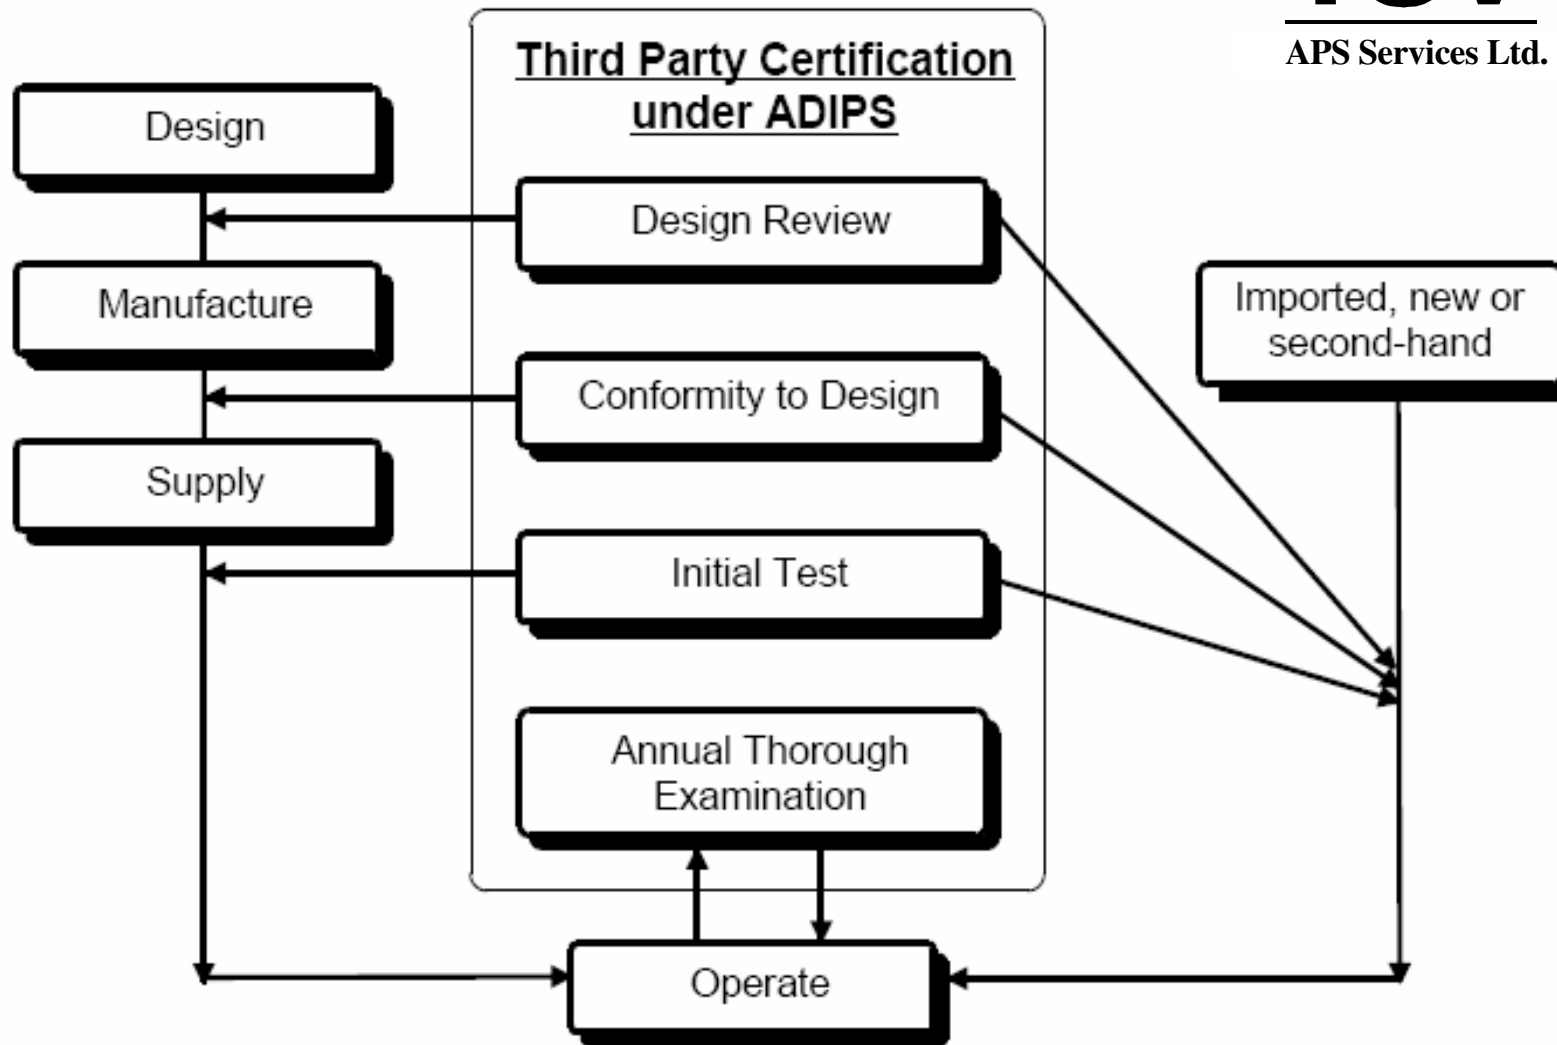 APS Services Ltd.
Third Party Certification
under ADIPS
Design
Design Review
Manufacture
Imported, new or
second-hand
Conformity to Design
Supply
Initial Test
Annual Thorough
Examination
Operate